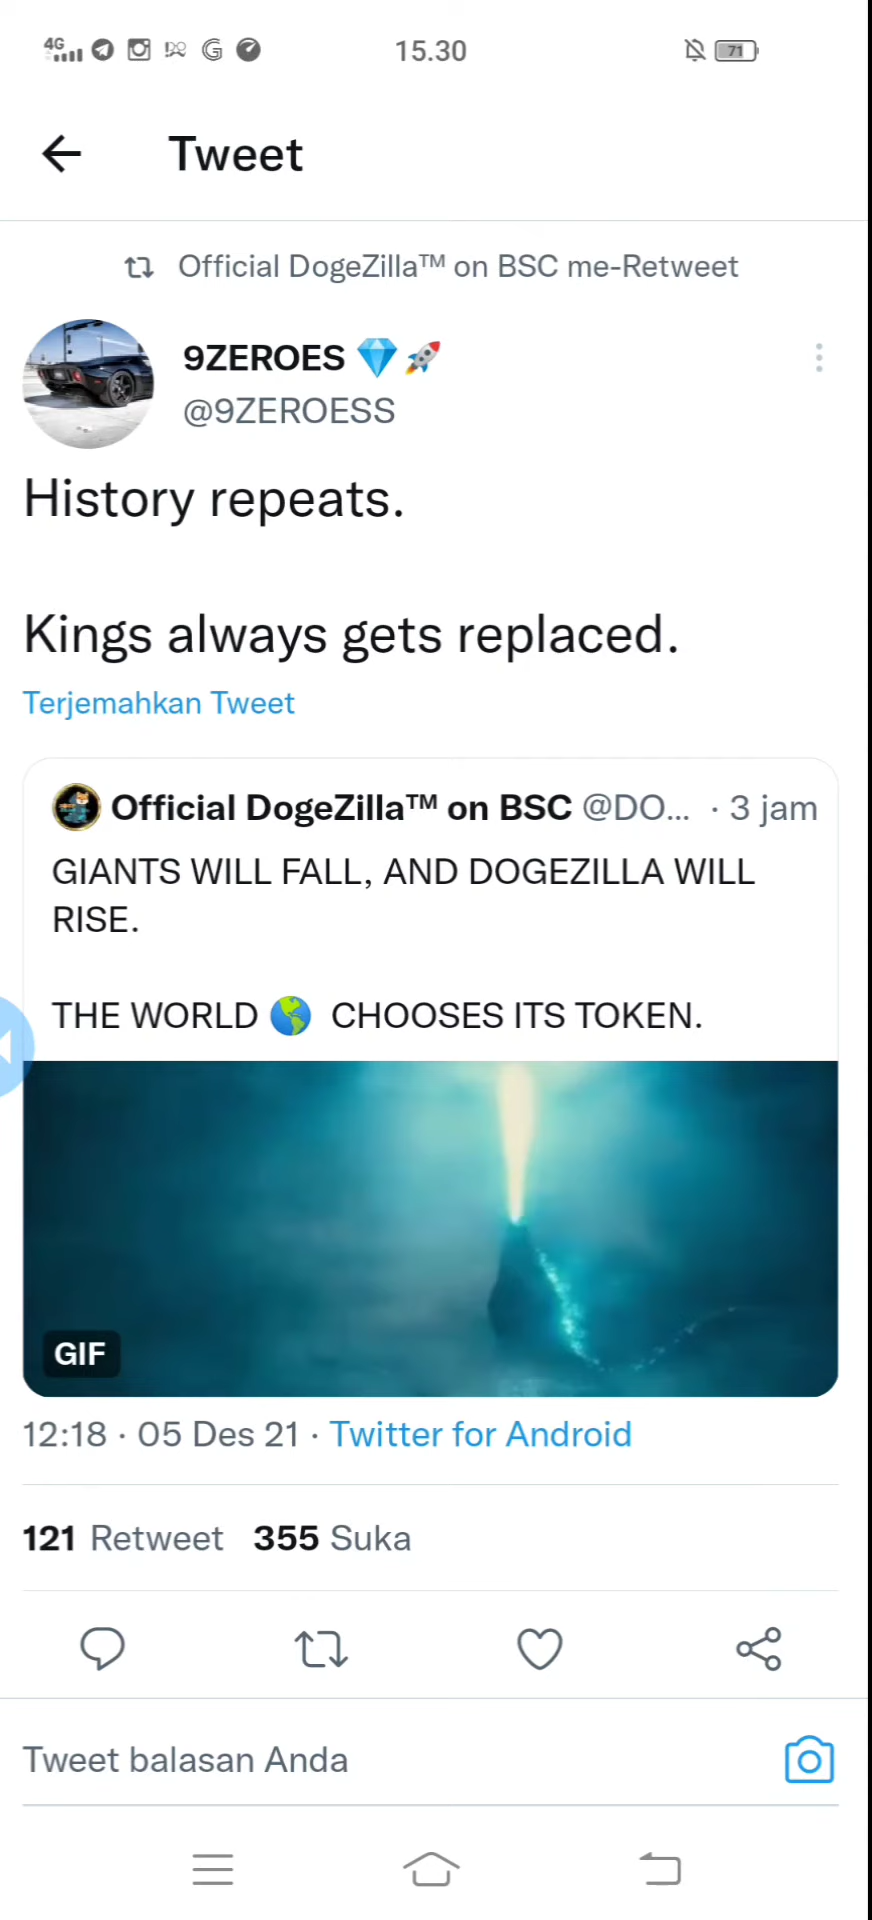 4G 15.30 71
Tweet
Official DogeZilla™ on BSC me-Retweet
9ZEROES 💎🚀
@9ZEROESS
History repeats.
Kings always gets replaced.
Terjemahkan Tweet
Official DogeZilla™ on BSC @DO... · 3 jam
GIANTS WILL FALL, AND DOGEZILLA WILL
RISE.
THE WORLD 🌎 CHOOSES ITS TOKEN.
GIF
12:18 · 05 Des 21 · Twitter for Android
121 Retweet 355 Suka
Tweet balasan Anda